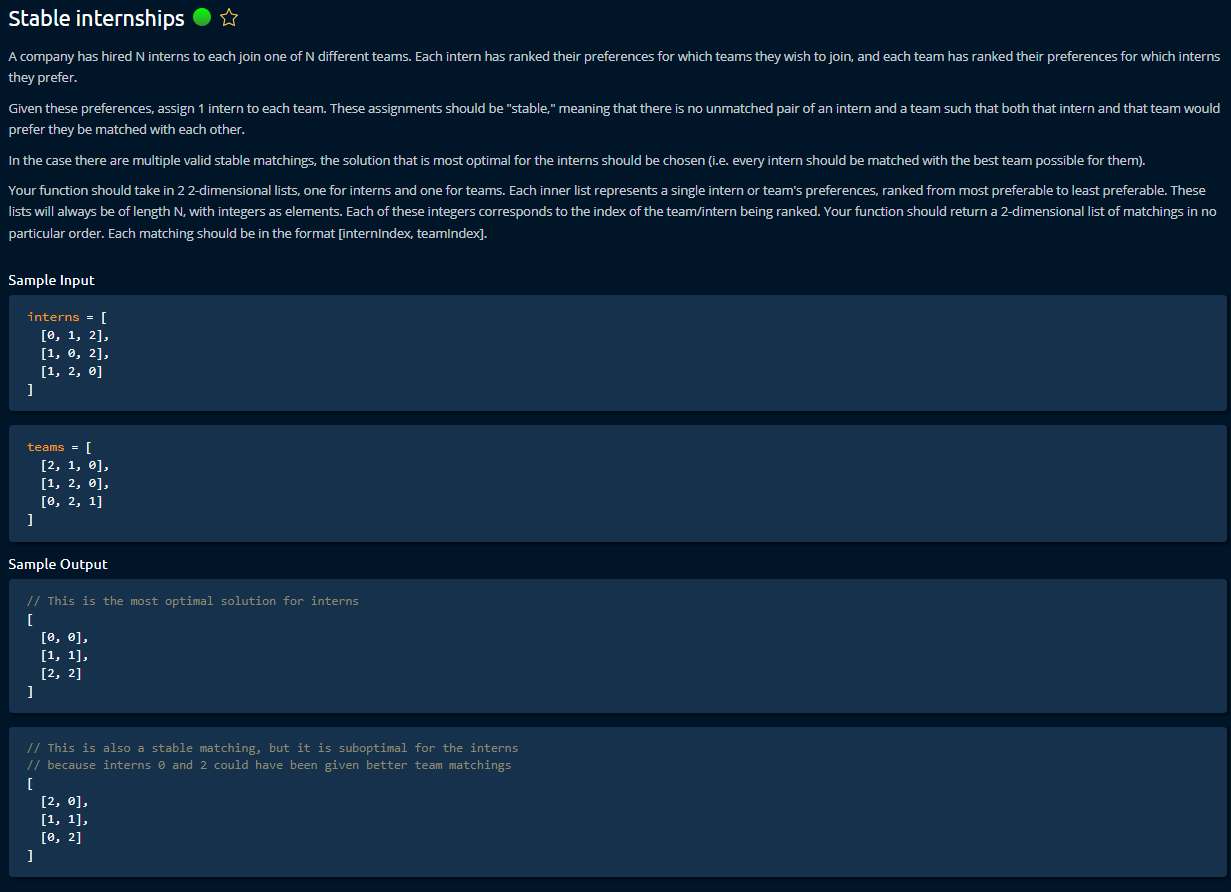 Stable internships
A company has hired N interns to each join one of N different teams. Each intern has ranked their preferences for which teams they wish to join, and each team has ranked their preferences for which interns
they prefer.
Given these preferences, assign 1 intern to each team. These assignments should be "stable," meaning that there is no unmatched pair of an intern and a team such that both that intern and that team would
prefer they be matched with each other.
In the case there are multiple valid stable matchings, the solution that is most optimal for the interns should be chosen (i.e. every intern should be matched with the best team possible for them).
Your function should take in 2 2-dimensional lists, one for interns and one for teams. Each inner list represents a single intern or team's preferences, ranked from most preferable to least preferable. These
lists will always be of length N, with integers as elements. Each of these integers corresponds to the index of the team/intern being ranked. Your function should return a 2-dimensional list of matchings in no
particular order. Each matching should be in the format [internIndex, teamIndex].
Sample Input
interns = [
[0, 1, 2],
[1, 0, 2],
[1, 2, 0]
]
teams = [
[2, 1, 0],
[1, 2, 0],
[0, 2, 1]
]
Sample Output
// This is the most optimal solution for interns
[
[0, 0],
[1, 1],
[2, 2]
]
// This is also a stable matching, but it is suboptimal for the interns
// because interns 0 and 2 could have been given better team matchings
[
[2, 0],
[1, 1],
[0, 2]
]